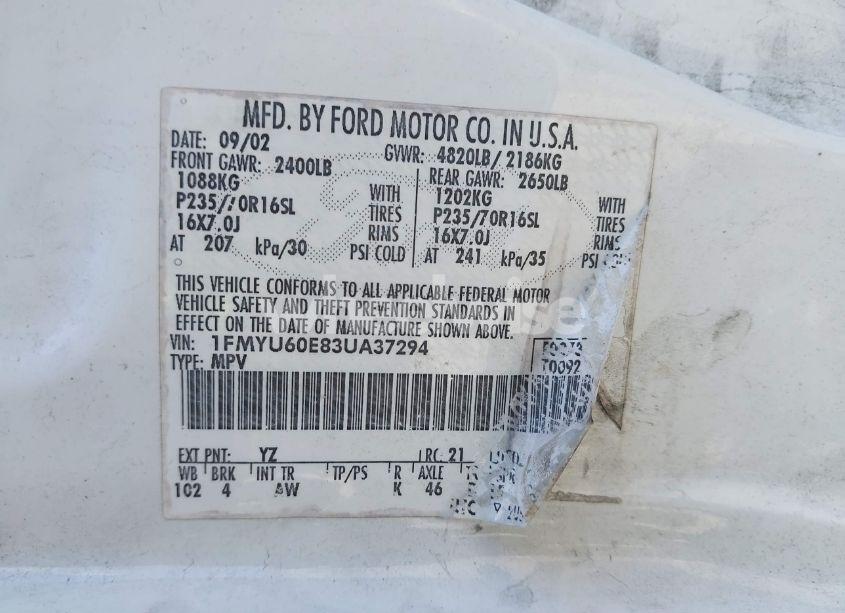 MFD. BY FORD MOTOR CO. IN U.S.A.
DATE: 09/02 GVWR: 4820LB/ 2186KG
FRONT GAWR: 2400LB REAR GAWR: 2650LB
1088KG WITH 1202KG WITH
P235/70R16SL TIRES P235/70R16SL TIRES
16X7.0J RIMS 16X7.0J RIMS
AT 207 kPa/30 PSI COLD AT 241 kPa/35 PSI
THIS VEHICLE CONFORMS TO ALL APPLICABLE FEDERAL MOTOR
VEHICLE SAFETY AND THEFT PREVENTION STANDARDS IN
EFFECT ON THE DATE OF MANUFACTURE SHOWN ABOVE.
VIN: 1FMYU60E83UA37294
TYPE: MPV T0092
EXT PNT: YZ RC: 21
WB BRK INT TR TP/PS R AXLE
102 4 AW K 46